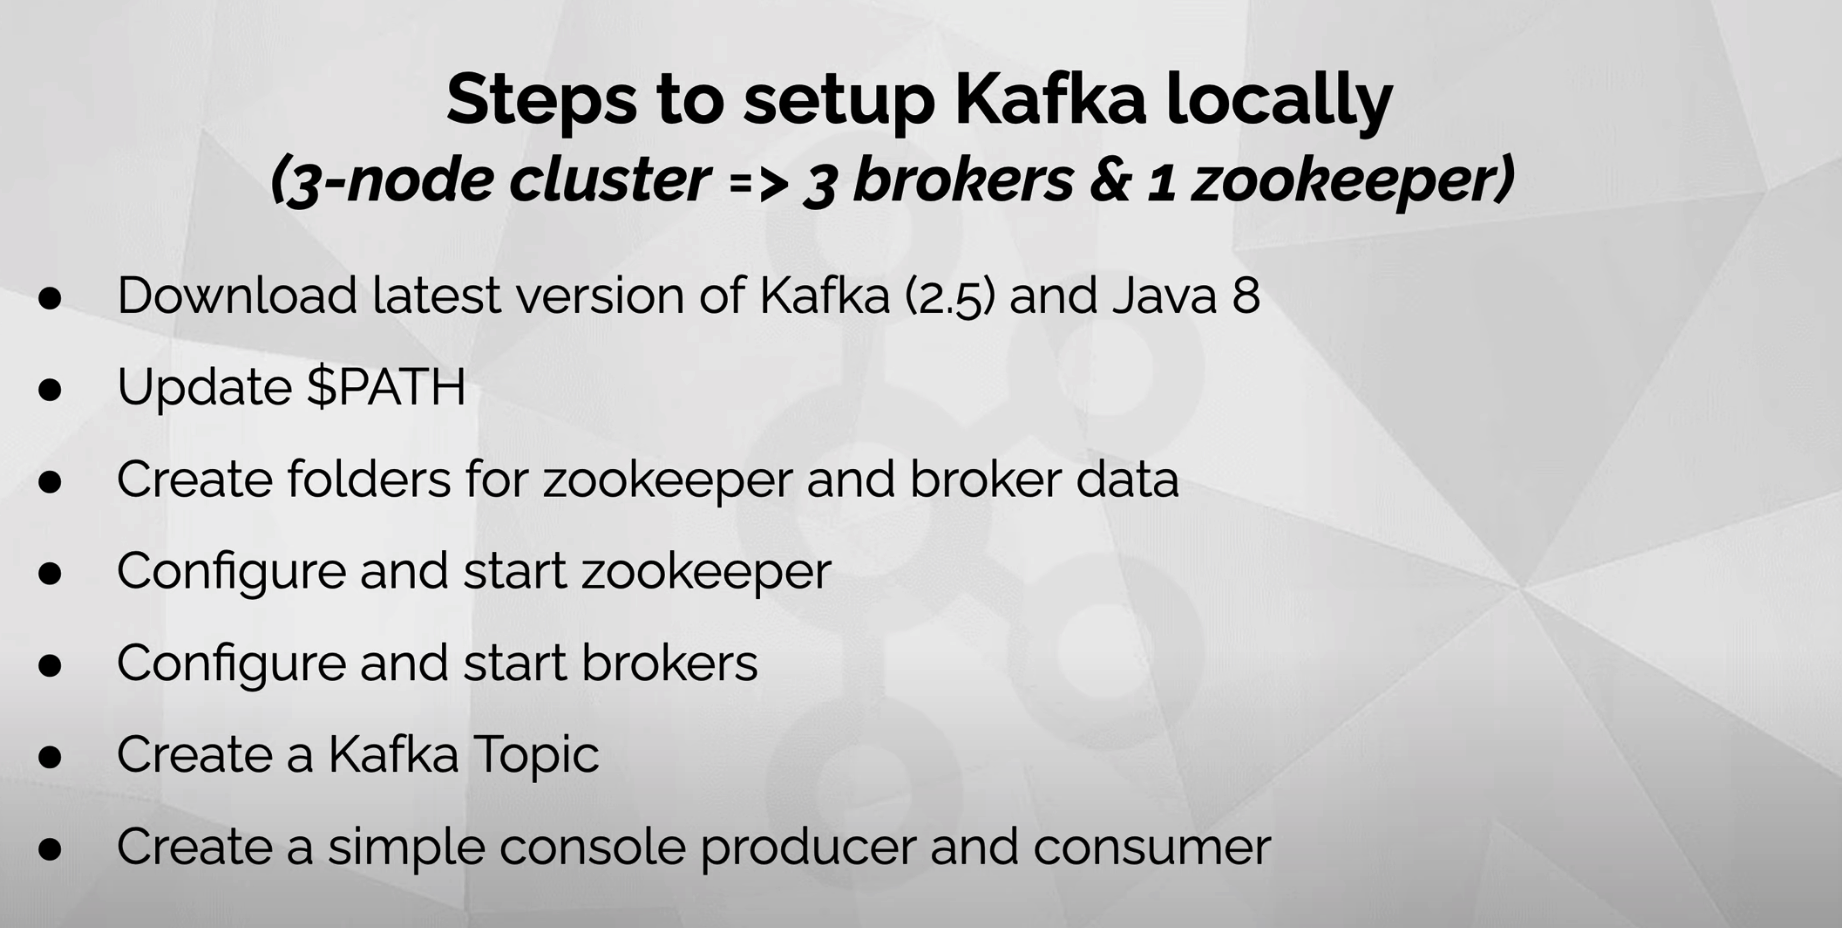 Steps to setup Kafka locally
(3-node cluster => 3 brokers & 1 zookeeper)
● Download latest version of Kafka (2.5) and Java 8
● Update $PATH
● Create folders for zookeeper and broker data
● Configure and start zookeeper
● Configure and start brokers
● Create a Kafka Topic
● Create a simple console producer and consumer